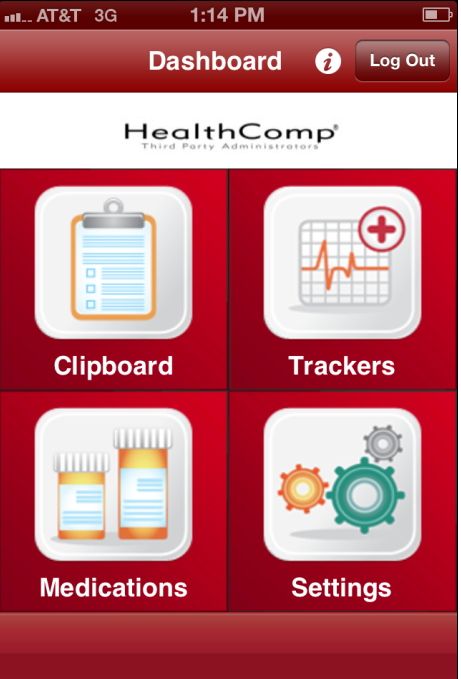 AT&T 3G 1:14 PM
Dashboard i Log Out
HealthComp®
Third Party Administrators
Clipboard Trackers
Medications Settings